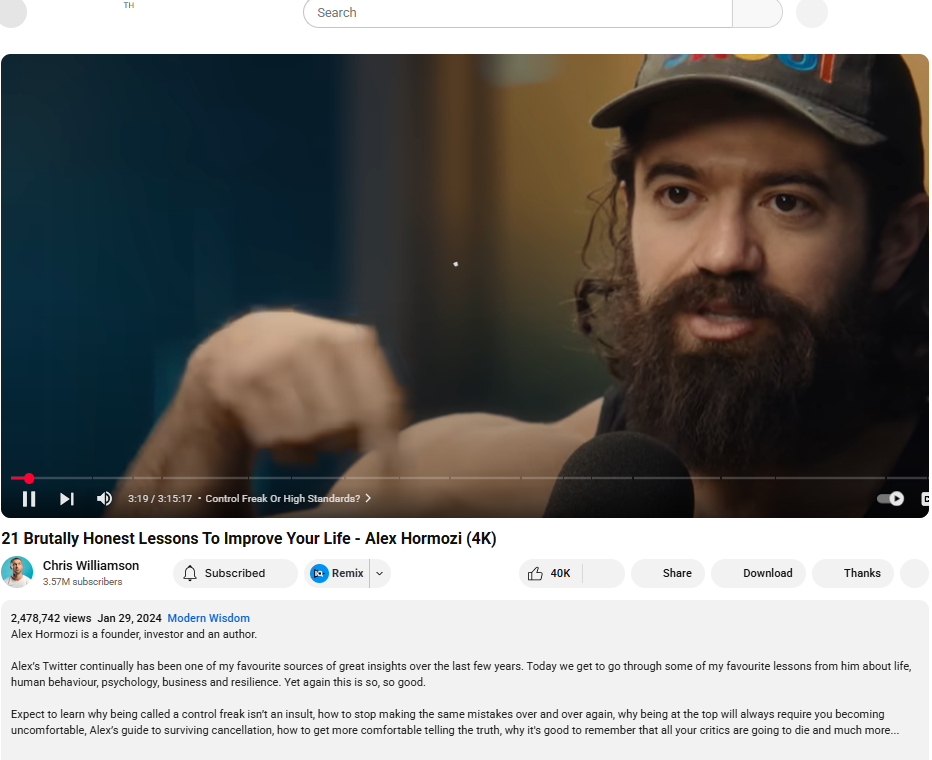 TH
Search
3:19 / 3:15:17 • Control Freak Or High Standards?
21 Brutally Honest Lessons To Improve Your Life - Alex Hormozi (4K)
Chris Williamson
3.57M subscribers
Subscribed
Remix
40K
Share
Download
Thanks
2,478,742 views Jan 29, 2024 Modern Wisdom
Alex Hormozi is a founder, investor and an author.
Alex’s Twitter continually has been one of my favourite sources of great insights over the last few years. Today we get to go through some of my favourite lessons from him about life,
human behaviour, psychology, business and resilience. Yet again this is so, so good.
Expect to learn why being called a control freak isn’t an insult, how to stop making the same mistakes over and over again, why being at the top will always require you becoming
uncomfortable, Alex’s guide to surviving cancellation, how to get more comfortable telling the truth, why it's good to remember that all your critics are going to die and much more...